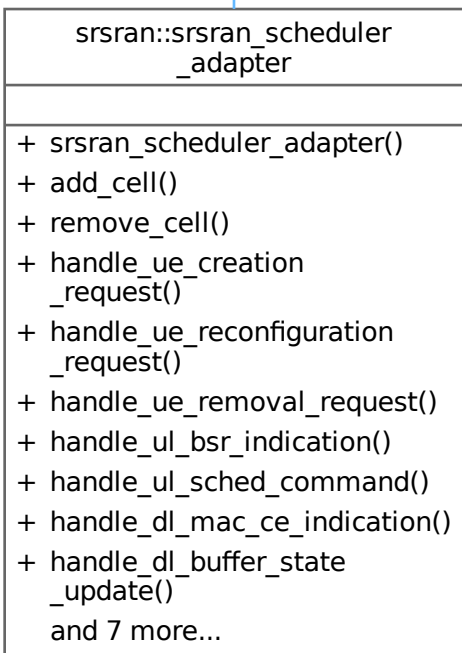 srsran::srsran_scheduler
_adapter
+ srsran_scheduler_adapter()
+ add_cell()
+ remove_cell()
+ handle_ue_creation
_request()
+ handle_ue_reconfiguration
_request()
+ handle_ue_removal_request()
+ handle_ul_bsr_indication()
+ handle_ul_sched_command()
+ handle_dl_mac_ce_indication()
+ handle_dl_buffer_state
_update()
and 7 more...